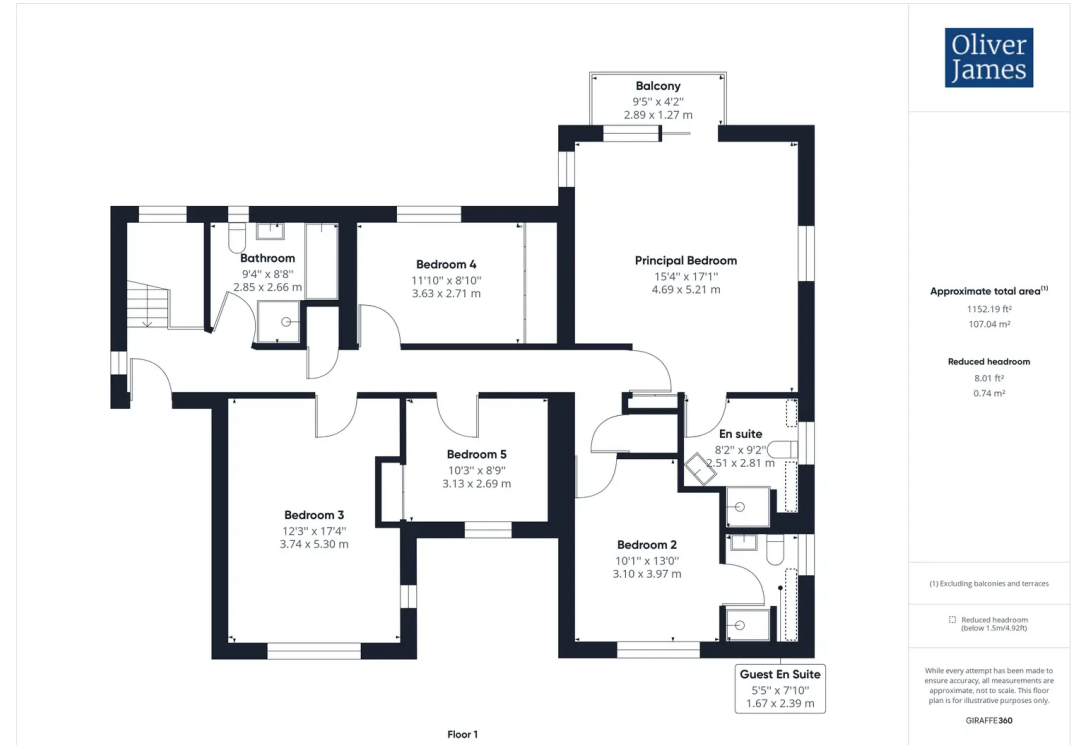 Balcony
9'5" x 4'2"
2.89 x 1.27 m
Bathroom
9'4" x 8'8"
2.85 x 2.66 m
Bedroom 4
11'10" x 8'10"
3.63 x 2.71 m
Principal Bedroom
15'4" x 17'1"
4.69 x 5.21 m
Bedroom 3
12'3" x 17'4"
3.74 x 5.30 m
Bedroom 5
10'3" x 8'9"
3.13 x 2.69 m
En suite
8'2" x 9'2"
2.51 x 2.81 m
Bedroom 2
10'1" x 13'0"
3.10 x 3.97 m
Guest En Suite
5'5" x 7'10"
1.67 x 2.39 m
Floor 1
Oliver
James
Approximate total area(1)
1152.19 ft²
107.04 m²
Reduced headroom
8.01 ft²
0.74 m²
(1) Excluding balconies and terraces
Reduced headroom
(below 1.5m/4.92ft)
While every attempt has been made to
ensure accuracy, all measurements are
approximate, not to scale. This floor
plan is for illustrative purposes only.
GIRAFFE360